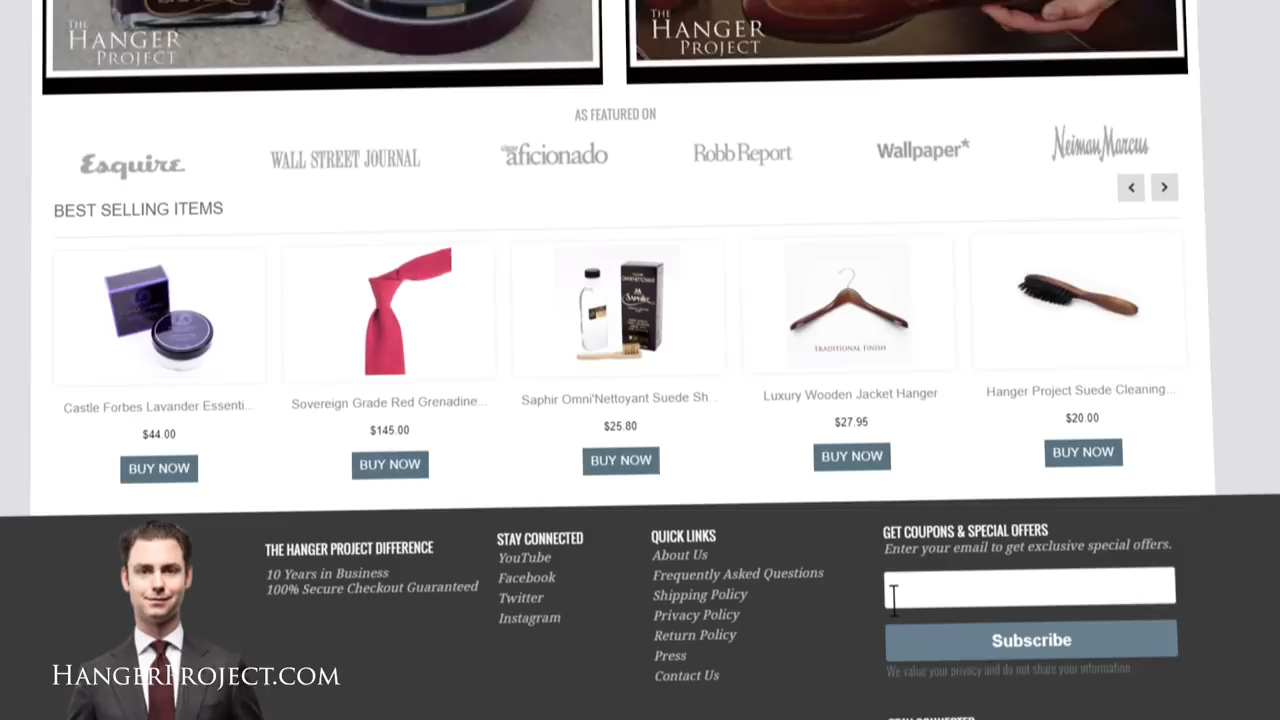 THE
HANGER
PROJECT
THE
HANGER
PROJECT
AS FEATURED ON
Esquire
WALL STREET JOURNAL
cigar aficionado
Robb Report
Wallpaper*
Neiman Marcus
BEST SELLING ITEMS
TRADITIONAL FINISH
Castle Forbes Lavander Essenti...
Sovereign Grade Red Grenadine...
Saphir Omni'Nettoyant Suede Sh...
Luxury Wooden Jacket Hanger
Hanger Project Suede Cleaning...
$44.00
$145.00
$25.80
$27.95
$20.00
BUY NOW
BUY NOW
BUY NOW
BUY NOW
BUY NOW
THE HANGER PROJECT DIFFERENCE
10 Years in Business
100% Secure Checkout Guaranteed
STAY CONNECTED
YouTube
Facebook
Twitter
Instagram
QUICK LINKS
About Us
Frequently Asked Questions
Shipping Policy
Privacy Policy
Return Policy
Press
Contact Us
GET COUPONS & SPECIAL OFFERS
Enter your email to get exclusive special offers.
Subscribe
We value your privacy and do not share your information
STAY CONNECTED
HANGERPROJECT.COM